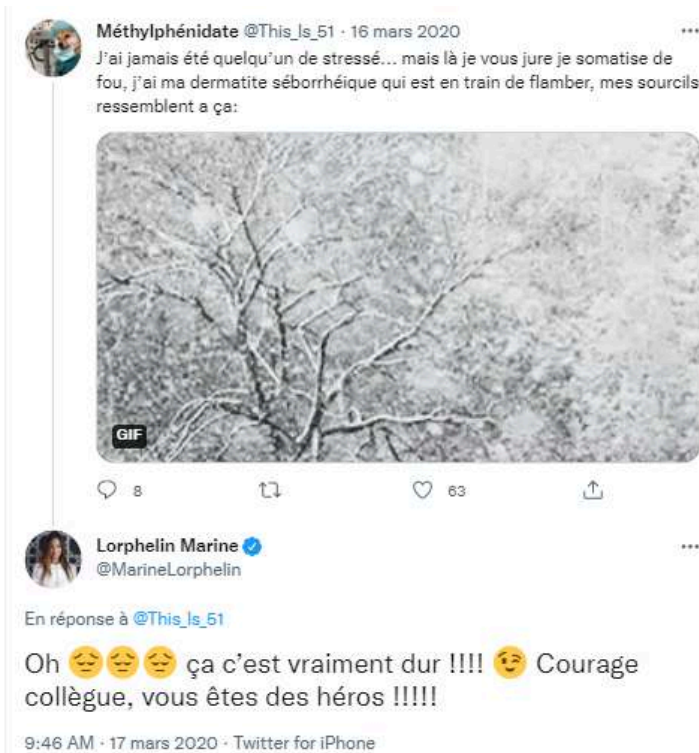 Méthylphénidate @This_Is_51 · 16 mars 2020
J'ai jamais été quelqu'un de stressé... mais là je vous jure je somatise de
fou, j'ai ma dermatite séborrhéique qui est en train de flamber, mes sourcils
ressemblent a ça:
GIF
8
63
Lorphelin Marine
@MarineLorphelin
En réponse à @This_Is_51
Oh 😔😔😔 ça c'est vraiment dur !!!! 😉 Courage
collègue, vous êtes des héros !!!!!
9:46 AM · 17 mars 2020 · Twitter for iPhone